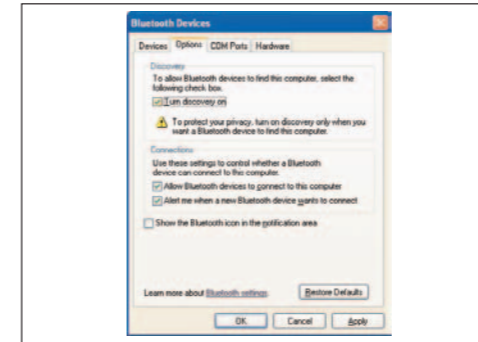 Bluetooth Devices
Devices Options COM Ports Hardware
Discovery
To allow Bluetooth devices to find this computer, select the
following check box.
Turn discovery on
To protect your privacy, turn on discovery only when you
want a Bluetooth device to find this computer.
Connections
Use these settings to control whether a Bluetooth
device can connect to this computer.
Allow Bluetooth devices to connect to this computer
Alert me when a new Bluetooth device wants to connect
Show the Bluetooth icon in the notification area
Learn more about Bluetooth settings. Restore Defaults
OK Cancel Apply